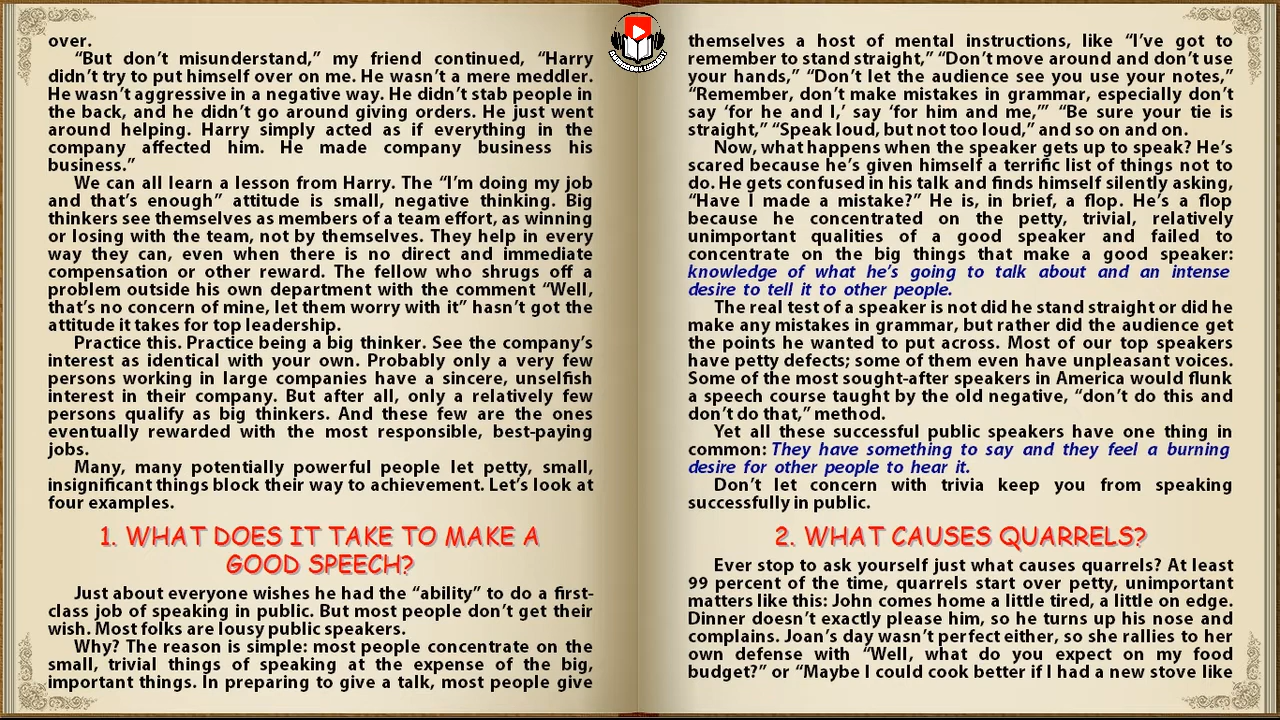 over.
“But don’t misunderstand,” my friend continued, “Harry
didn’t try to put himself over on me. He wasn’t a mere meddler.
He wasn’t aggressive in a negative way. He didn’t stab people in
the back, and he didn’t go around giving orders. He just went
around helping. Harry simply acted as if everything in the
company affected him. He made company business his
business.”
We can all learn a lesson from Harry. The “I’m doing my job
and that’s enough” attitude is small, negative thinking. Big
thinkers see themselves as members of a team effort, as winning
or losing with the team, not by themselves. They help in every
way they can, even when there is no direct and immediate
compensation or other reward. The fellow who shrugs off a
problem outside his own department with the comment “Well,
that’s no concern of mine, let them worry with it” hasn’t got the
attitude it takes for top leadership.
Practice this. Practice being a big thinker. See the company’s
interest as identical with your own. Probably only a very few
persons working in large companies have a sincere, unselfish
interest in their company. But after all, only a relatively few
persons qualify as big thinkers. And these few are the ones
eventually rewarded with the most responsible, best-paying
jobs.
Many, many potentially powerful people let petty, small,
insignificant things block their way to achievement. Let’s look at
four examples.
1. WHAT DOES IT TAKE TO MAKE A
GOOD SPEECH?
Just about everyone wishes he had the “ability” to do a first-
class job of speaking in public. But most people don’t get their
wish. Most folks are lousy public speakers.
Why? The reason is simple: most people concentrate on the
small, trivial things of speaking at the expense of the big,
important things. In preparing to give a talk, most people give
themselves a host of mental instructions, like “I’ve got to
remember to stand straight,” “Don’t move around and don’t use
your hands,” “Don’t let the audience see you use your notes,”
“Remember, don’t make mistakes in grammar, especially don’t
say ‘for he and I,’ say ‘for him and me,’” “Be sure your tie is
straight,” “Speak loud, but not too loud,” and so on and on.
Now, what happens when the speaker gets up to speak? He’s
scared because he’s given himself a terrific list of things not to
do. He gets confused in his talk and finds himself silently asking,
“Have I made a mistake?” He is, in brief, a flop. He’s a flop
because he concentrated on the petty, trivial, relatively
unimportant qualities of a good speaker and failed to
concentrate on the big things that make a good speaker:
knowledge of what he’s going to talk about and an intense
desire to tell it to other people.
The real test of a speaker is not did he stand straight or did he
make any mistakes in grammar, but rather did the audience get
the points he wanted to put across. Most of our top speakers
have petty defects; some of them even have unpleasant voices.
Some of the most sought-after speakers in America would flunk
a speech course taught by the old negative, “don’t do this and
don’t do that,” method.
Yet all these successful public speakers have one thing in
common: They have something to say and they feel a burning
desire for other people to hear it.
Don’t let concern with trivia keep you from speaking
successfully in public.
2. WHAT CAUSES QUARRELS?
Ever stop to ask yourself just what causes quarrels? At least
99 percent of the time, quarrels start over petty, unimportant
matters like this: John comes home a little tired, a little on edge.
Dinner doesn’t exactly please him, so he turns up his nose and
complains. Joan’s day wasn’t perfect either, so she rallies to her
own defense with “Well, what do you expect on my food
budget?” or “Maybe I could cook better if I had a new stove like